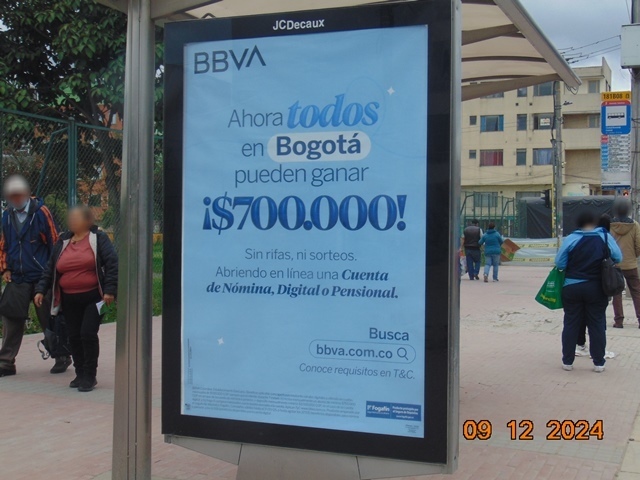 JCDecaux
BBVA
Ahora todos
en Bogotá
pueden ganar
¡$700.000!
Sin rifas, ni sorteos.
Abriendo en línea una Cuenta
de Nómina, Digital o Pensional.
Busca
bbva.com.co
Conoce requisitos en T&C.
Fogafín
09 12 2024